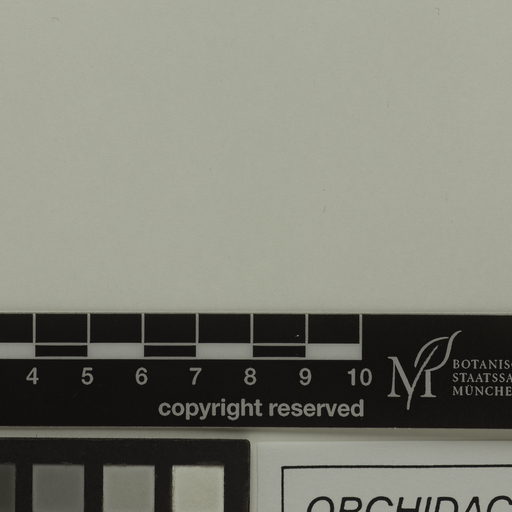 4 5 6 7 8 9 10
copyright reserved
M
BOTANIS
STAATSSA
MÜNCHE
ORCHIDAC